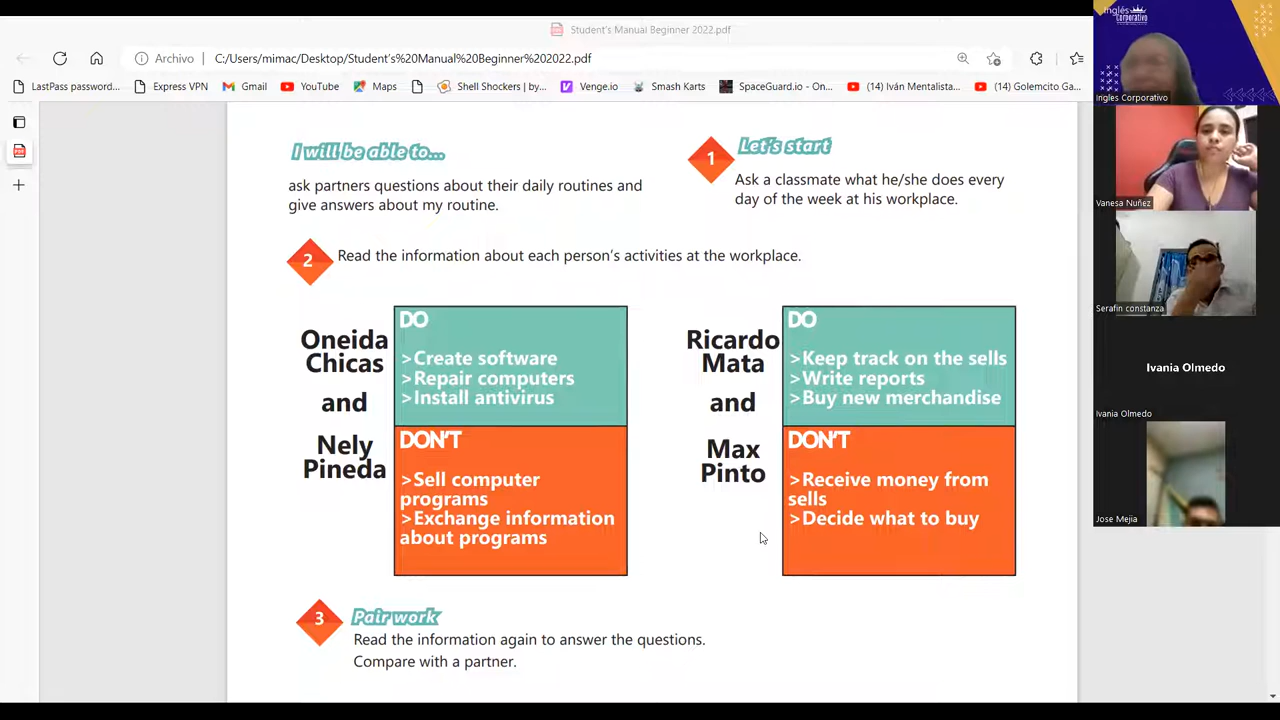 Student's Manual Beginner 2022.pdf
Archivo
C:/Users/mimac/Desktop/Student's%20Manual%20Beginner%202022.pdf
LastPass password...
Express VPN
Gmail
YouTube
Maps
Shell Shockers | by...
Venge.io
Smash Karts
SpaceGuard.io - On...
(14) Iván Mentalista...
(14) Golemcito Ga...
I will be able to...
ask partners questions about their daily routines and
give answers about my routine.
1
Let's start
Ask a classmate what he/she does every
day of the week at his workplace.
2
Read the information about each person's activities at the workplace.
Oneida
Chicas
and
Nely
Pineda
DO
>Create software
>Repair computers
>Install antivirus
DON'T
>Sell computer
programs
>Exchange information
about programs
Ricardo
Mata
and
Max
Pinto
DO
>Keep track on the sells
>Write reports
>Buy new merchandise
DON'T
>Receive money from
sells
>Decide what to buy
3
Pair work
Read the information again to answer the questions.
Compare with a partner.
Inglés
Corporativo
Ingles Corporativo
Vanesa Nuñez
Serafin constanza
Ivania Olmedo
Ivania Olmedo
Jose Mejia